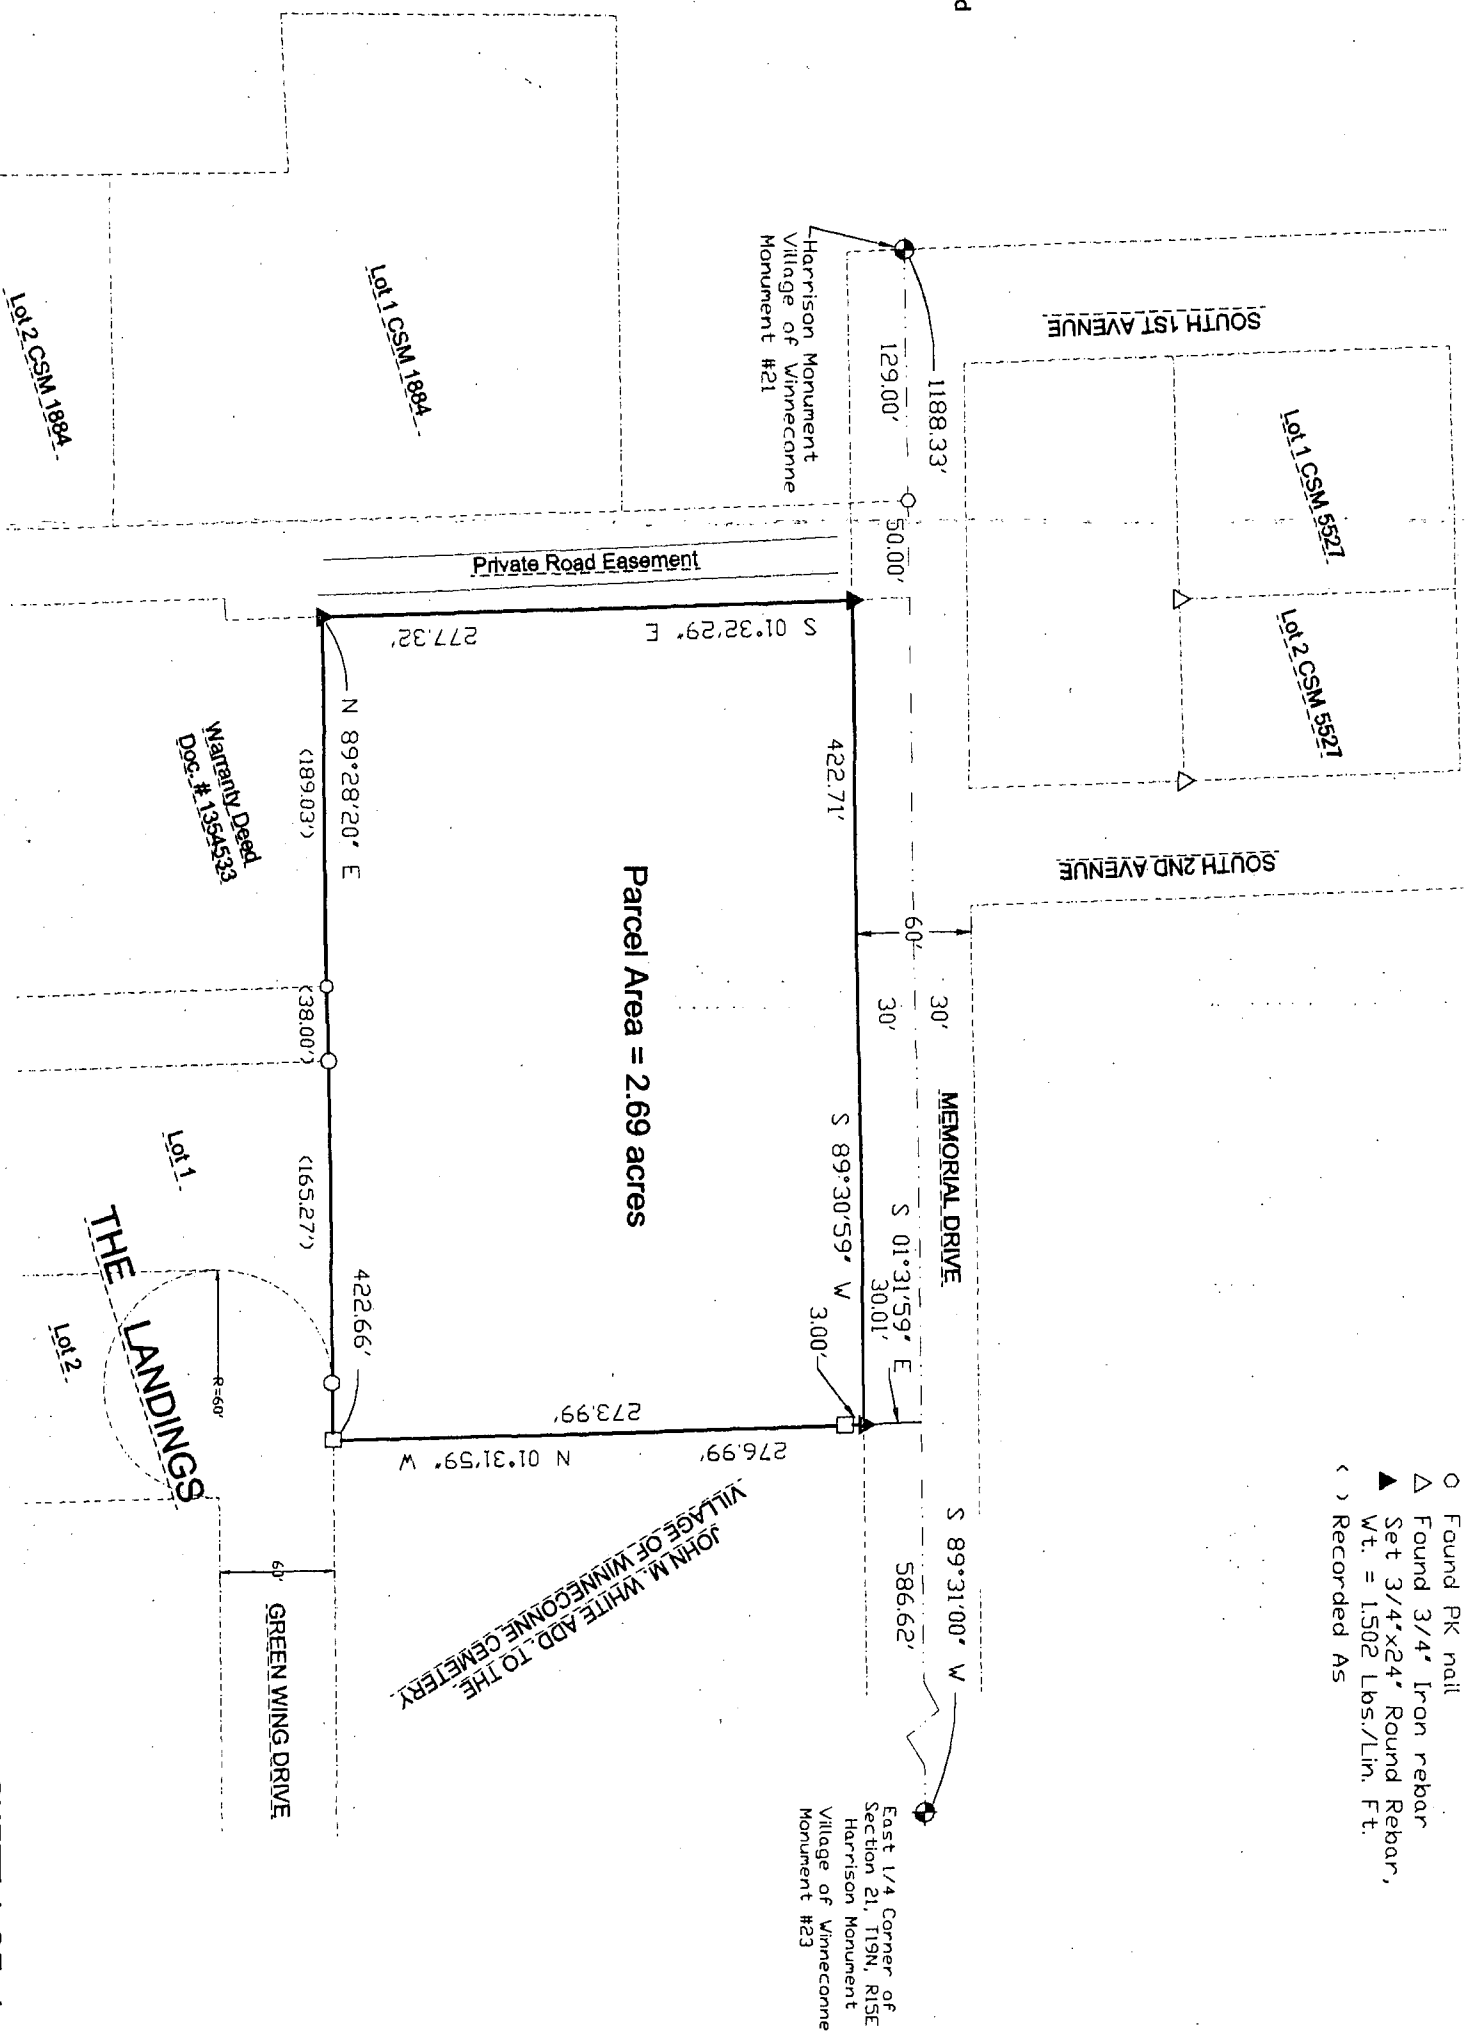 ○ Found PK nail
△ Found 3/4" Iron rebar
▲ Set 3/4"x24" Round Rebar,
Wt. = 1.502 Lbs./Lin. Ft.
( ) Recorded As
SOUTH 1ST AVENUE
Lot 1 CSM 5527
Lot 2 CSM 5527
SOUTH 2ND AVENUE
1188.33'
129.00'
50.00'
Harrison Monument
Village of Winneconne
Monument #21
60'
30'
30'
MEMORIAL DRIVE
S 01°31'59" E
30.01'
S 89°31'00" W
586.62'
East 1/4 Corner of
Section 21, T19N, R15E
Harrison Monument
Village of Winneconne
Monument #23
422.71'
S 89°30'59" W
3.00'
Lot 1 CSM 1884
Lot 2 CSM 1884
Private Road Easement
S 01°32'29" E
277.32'
Parcel Area = 2.69 acres
273.99'
276.99'
N 01°31'59" W
JOHN M. WHITE ADD. TO THE
VILLAGE OF WINNECONNE CEMETERY
N 89°28'20" E
422.66'
(189.03')
(38.00')
(165.27')
Warranty Deed
Doc. # 1354533
Lot 1
THE LANDINGS
Lot 2
R=60'
60'
GREEN WING DRIVE